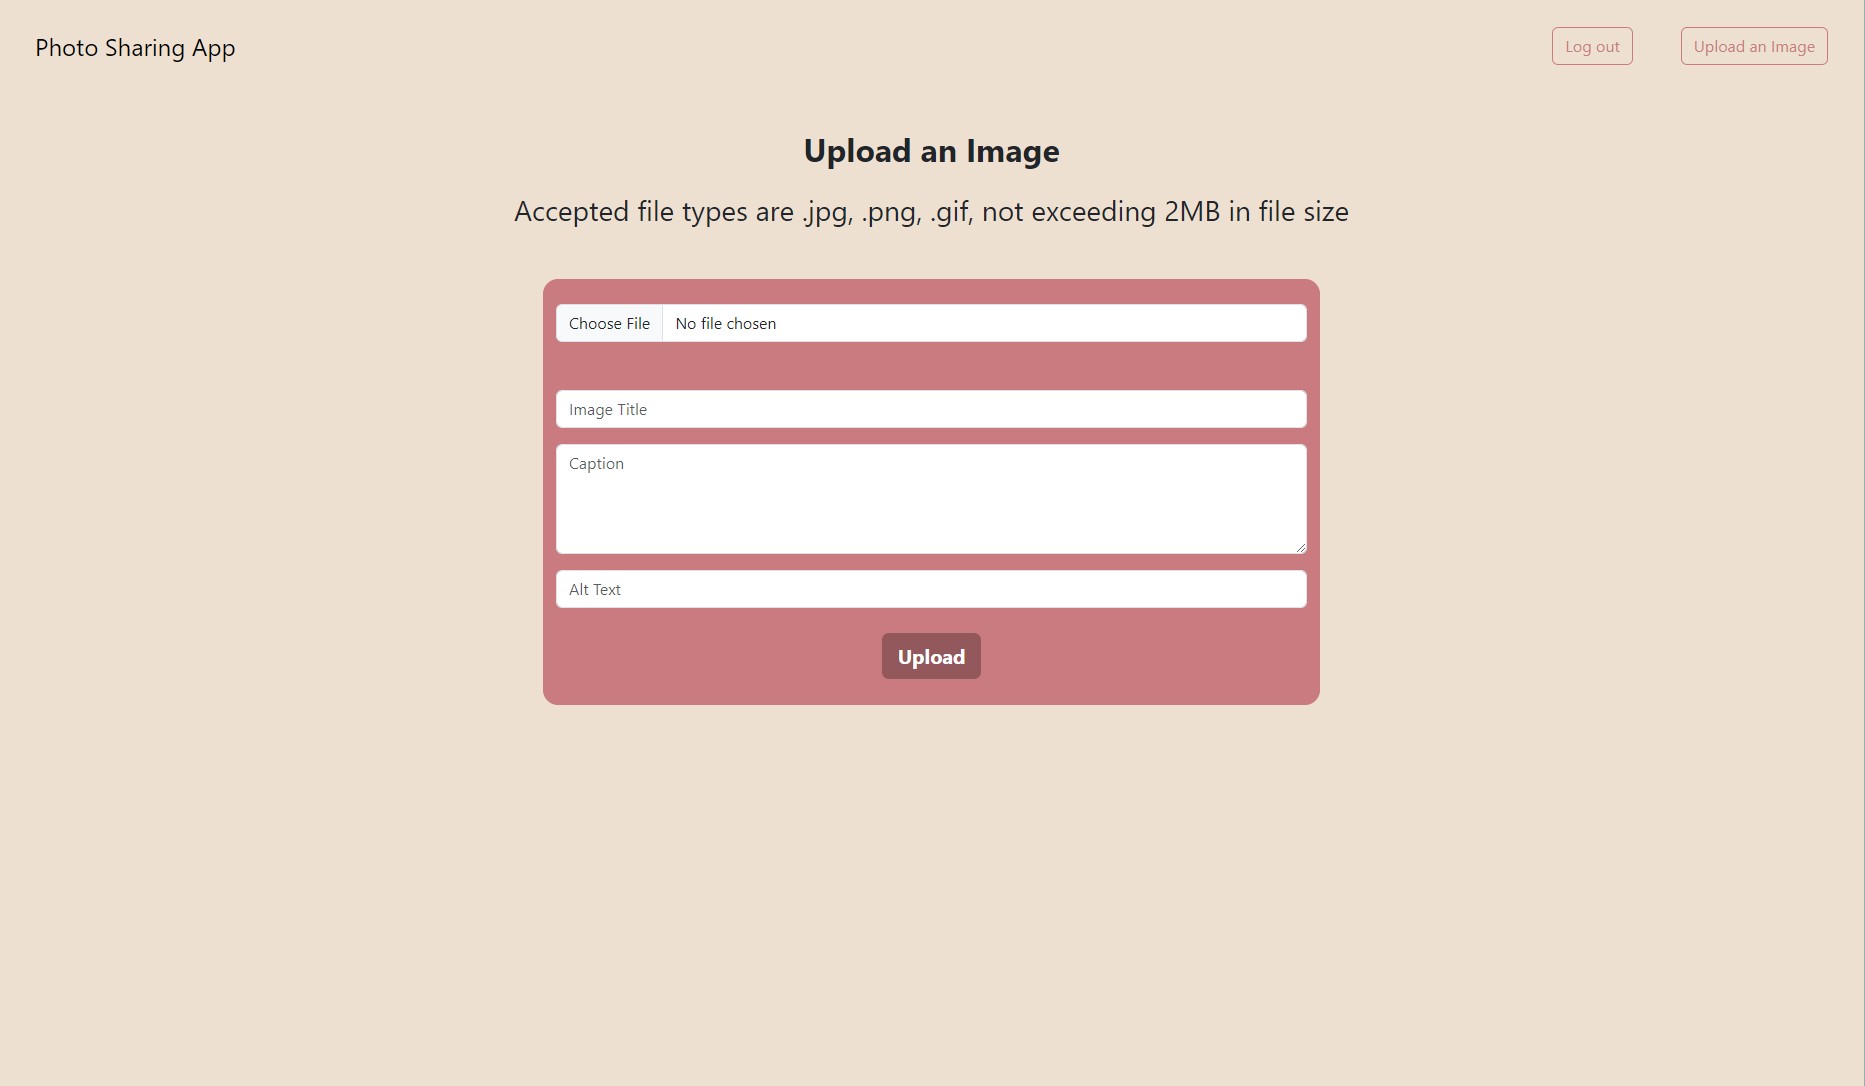 Photo Sharing App
Log out
Upload an Image
Upload an Image
Accepted file types are .jpg, .png, .gif, not exceeding 2MB in file size
Choose File No file chosen
Image Title
Caption
Alt Text
Upload